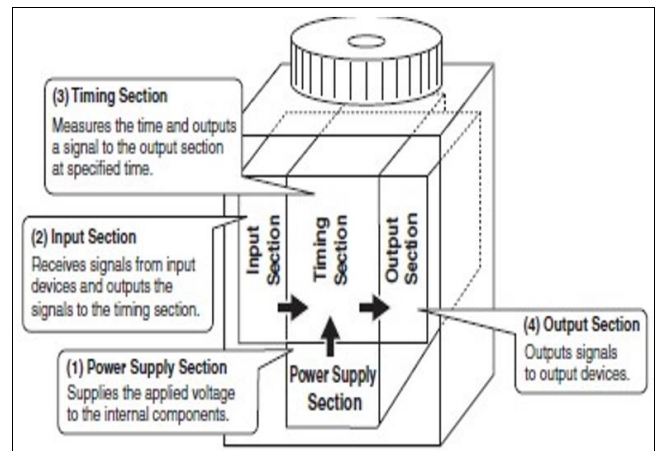 (3) Timing Section
Measures the time and outputs
a signal to the output section
at specified time.
(2) Input Section
Receives signals from input
devices and outputs the
signals to the timing section.
(1) Power Supply Section
Supplies the applied voltage
to the internal components.
Input
Section
Timing
Section
Output
Section
Power Supply
Section
(4) Output Section
Outputs signals
to output devices.